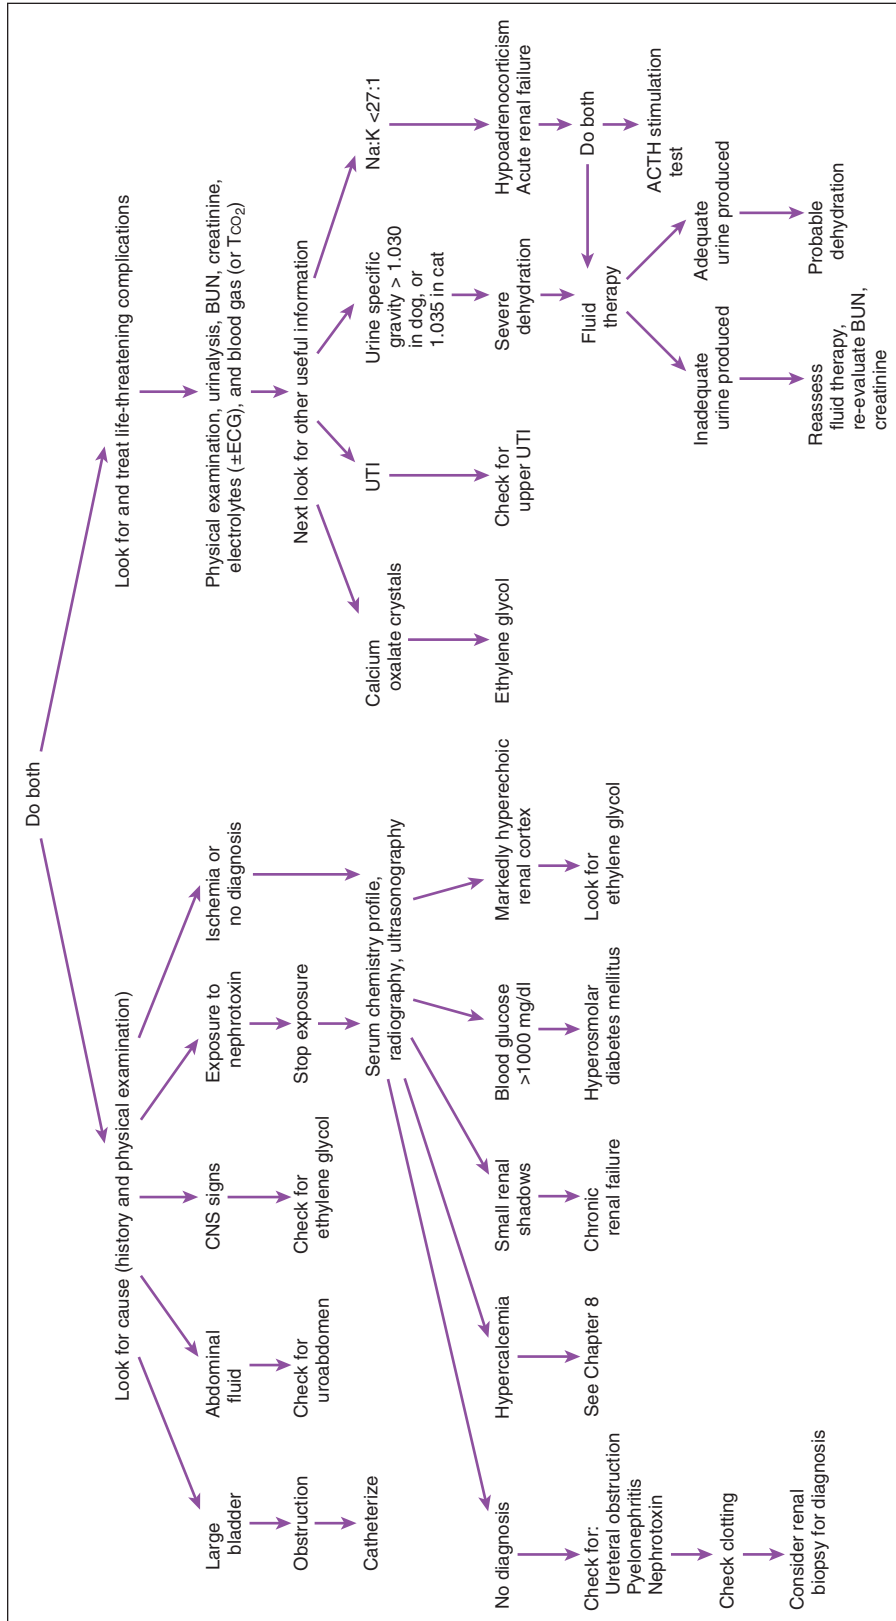 Do both
Look for cause (history and physical examination)
Look for and treat life-threatening complications
Large
bladder
Obstruction
Catheterize
Abdominal
fluid
Check for
uroabdomen
CNS signs
Check for
ethylene glycol
Exposure to
nephrotoxin
Stop exposure
Ischemia or
no diagnosis
Serum chemistry profile,
radiography, ultrasonography
No diagnosis
Check for:
Ureteral obstruction
Pyelonephritis
Nephrotoxin
Check clotting
Consider renal
biopsy for diagnosis
Hypercalcemia
See Chapter 8
Small renal
shadows
Chronic
renal failure
Blood glucose
>1000 mg/dl
Hyperosmolar
diabetes mellitus
Markedly hyperechoic
renal cortex
Look for
ethylene glycol
Physical examination, urinalysis, BUN, creatinine,
electrolytes (±ECG), and blood gas (or TCO₂)
Next look for other useful information
Calcium
oxalate crystals
Ethylene glycol
UTI
Check for
upper UTI
Urine specific
gravity > 1.030
in dog, or
1.035 in cat
Severe
dehydration
Fluid
therapy
Na:K <27:1
Hypoadrenocorticism
Acute renal failure
Do both
ACTH stimulation
test
Inadequate
urine produced
Reassess
fluid therapy,
re-evaluate BUN,
creatinine
Adequate
urine produced
Probable
dehydration